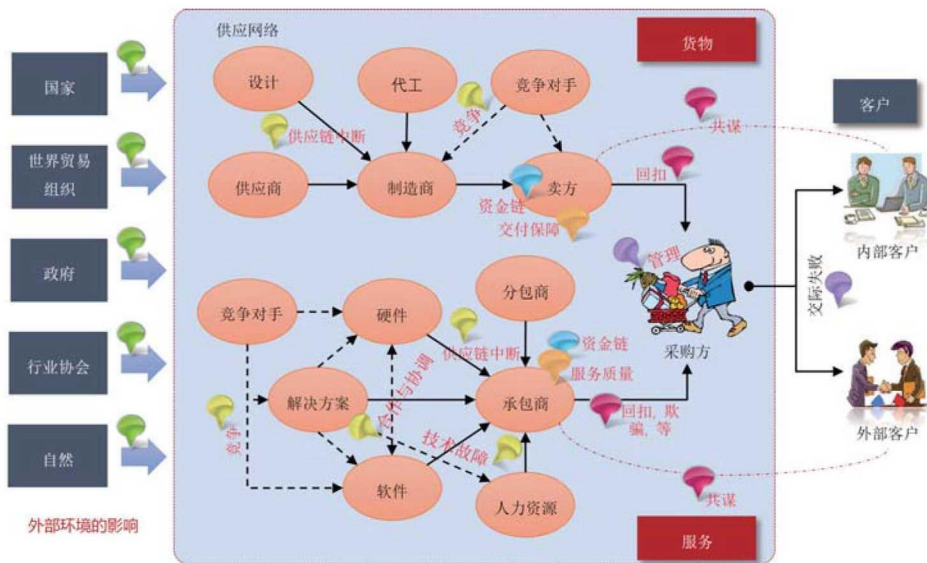 供应网络
货物
国家
设计
代工
竞争对手
客户
供应链中断
竞争
共谋
世界贸易
组织
供应商
制造商
卖方
回扣
资金链
交付保障
内部客户
政府
管理
交际失败
竞争对手
硬件
分包商
采购方
供应链中断
资金链
行业协会
合作与协调
服务质量
解决方案
承包商
回扣,欺
骗,等
外部客户
竞争
技术故障
自然
软件
人力资源
共谋
外部环境的影响
服务